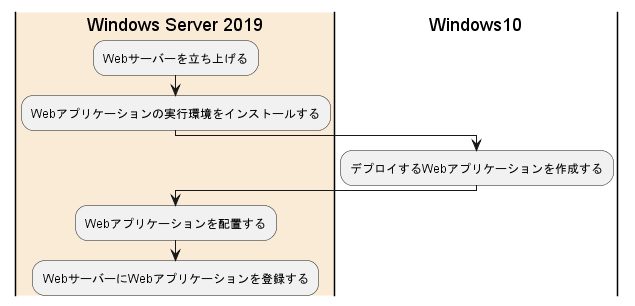 Windows Server 2019
Windows10
Webサーバーを立ち上げる
Webアプリケーションの実行環境をインストールする
デプロイするWebアプリケーションを作成する
Webアプリケーションを配置する
WebサーバーにWebアプリケーションを登録する